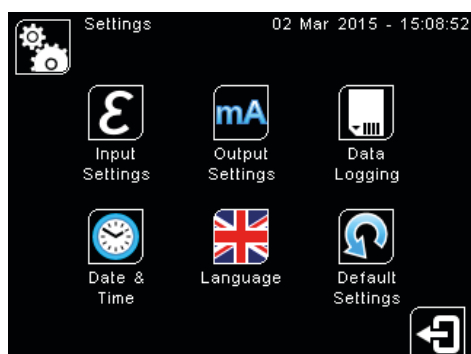 Settings 02 Mar 2015 - 15:08:52
ε mA
Input Output Data
Settings Settings Logging
Date & Language Default
Time Settings